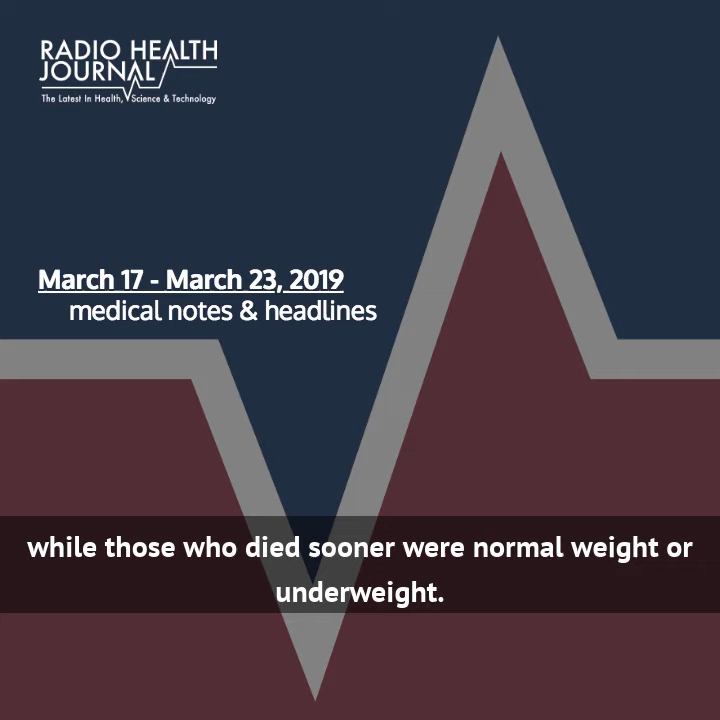 RADIO HEALTH
JOURNAL
The Latest In Health, Science & Technology
March 17 - March 23, 2019
medical notes & headlines
while those who died sooner were normal weight or
underweight.